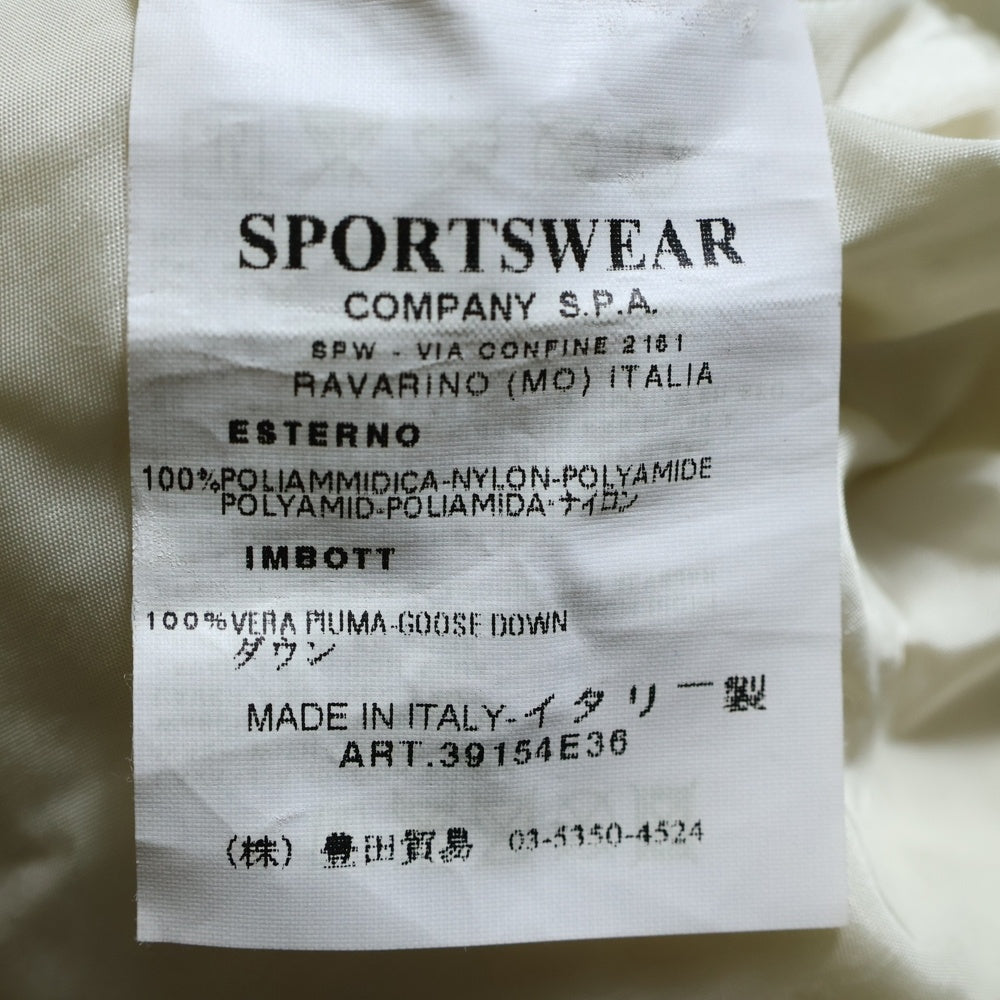 SPORTSWEAR
COMPANY S.P.A.
SPW - VIA CONFINE 2161
RAVARINO (MO) ITALIA
ESTERNO
100%POLIAMMIDICA-NYLON-POLYAMIDE
POLYAMID-POLIAMIDA-ナイロン
IMBOTT
100%VERA PIUMA-GOOSE DOWN
ダウン
MADE IN ITALY-イタリー製
ART.39154E36
(株) 豊田貿易 03-5350-4524